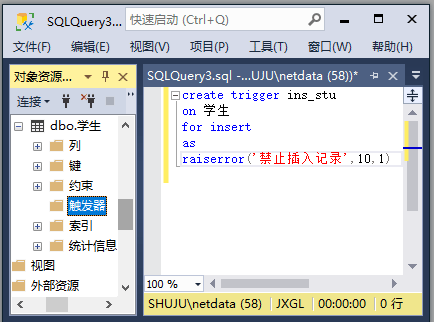 SQLQuery3...
快速启动 (Ctrl+Q)
文件(F) 编辑(E) 视图(V) 项目(P) 工具(T) 窗口(W) 帮助(H)
对象资源...
连接
dbo.学生
列
键
约束
触发器
索引
统计信息
视图
外部资源
SQLQuery3.sql -...UJU\netdata (58))*
create trigger ins_stu
on 学生
for insert
as
raiserror('禁止插入记录',10,1)
100 %
SHUJU\netdata (58) JXGL 00:00:00 0 行